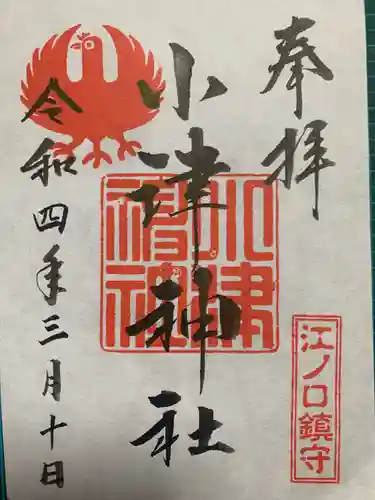 奉拝
江ノ口鎮守
小津神社
小津神社
令和四年三月十日